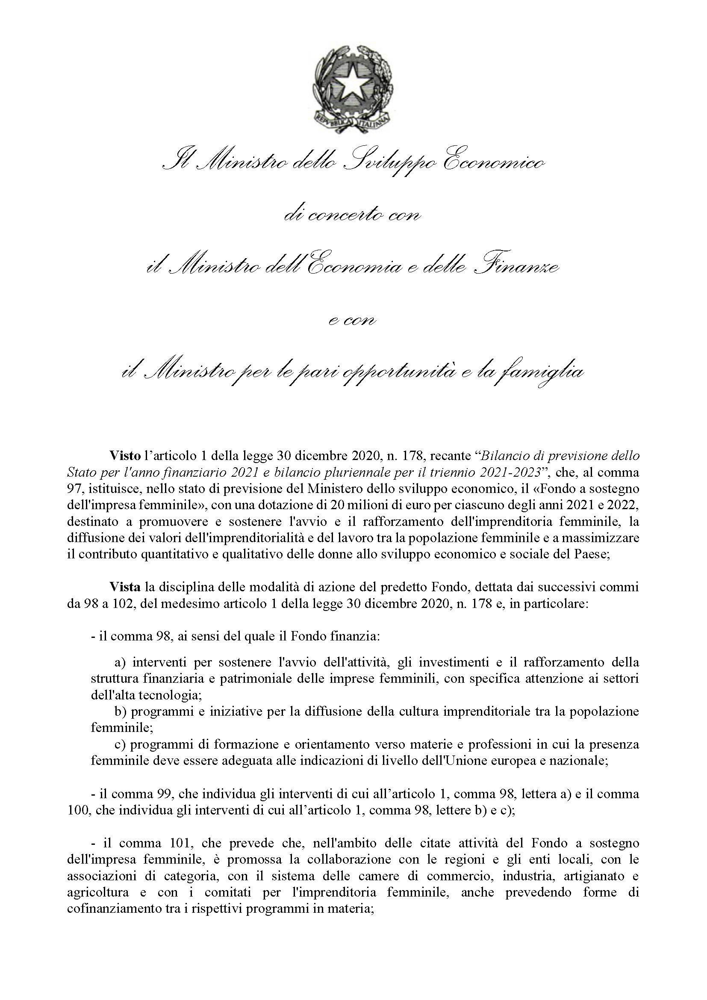 REPVBBLICA ITALIANA
Il Ministro dello Sviluppo Economico
di concerto con
il Ministro dell'Economia e delle Finanze
e con
il Ministro per le pari opportunità e la famiglia
Visto l’articolo 1 della legge 30 dicembre 2020, n. 178, recante “Bilancio di previsione dello
Stato per l'anno finanziario 2021 e bilancio pluriennale per il triennio 2021-2023”, che, al comma
97, istituisce, nello stato di previsione del Ministero dello sviluppo economico, il «Fondo a sostegno
dell'impresa femminile», con una dotazione di 20 milioni di euro per ciascuno degli anni 2021 e 2022,
destinato a promuovere e sostenere l'avvio e il rafforzamento dell'imprenditoria femminile, la
diffusione dei valori dell'imprenditorialità e del lavoro tra la popolazione femminile e a massimizzare
il contributo quantitativo e qualitativo delle donne allo sviluppo economico e sociale del Paese;
Vista la disciplina delle modalità di azione del predetto Fondo, dettata dai successivi commi
da 98 a 102, del medesimo articolo 1 della legge 30 dicembre 2020, n. 178 e, in particolare:
- il comma 98, ai sensi del quale il Fondo finanzia:
a) interventi per sostenere l'avvio dell'attività, gli investimenti e il rafforzamento della
struttura finanziaria e patrimoniale delle imprese femminili, con specifica attenzione ai settori
dell'alta tecnologia;
b) programmi e iniziative per la diffusione della cultura imprenditoriale tra la popolazione
femminile;
c) programmi di formazione e orientamento verso materie e professioni in cui la presenza
femminile deve essere adeguata alle indicazioni di livello dell'Unione europea e nazionale;
- il comma 99, che individua gli interventi di cui all’articolo 1, comma 98, lettera a) e il comma
100, che individua gli interventi di cui all’articolo 1, comma 98, lettere b) e c);
- il comma 101, che prevede che, nell'ambito delle citate attività del Fondo a sostegno
dell'impresa femminile, è promossa la collaborazione con le regioni e gli enti locali, con le
associazioni di categoria, con il sistema delle camere di commercio, industria, artigianato e
agricoltura e con i comitati per l'imprenditoria femminile, anche prevedendo forme di
cofinanziamento tra i rispettivi programmi in materia;